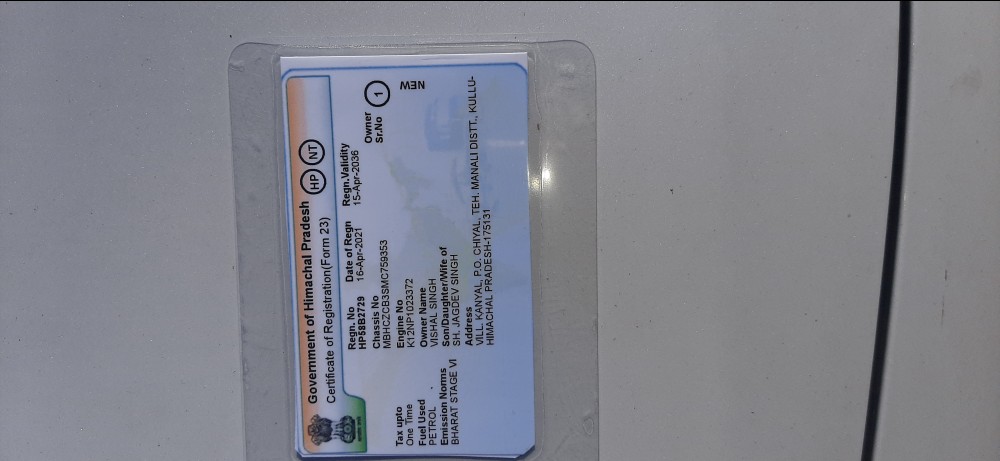 Government of Himachal Pradesh
Certificate of Registration(Form 23)
HP NT
Regn. No Date of Regn Regn.Validity
HP58B2729 16-Apr-2021 15-Apr-2036
Owner
Sr.No 1
Chassis No
MBHCZCB3SMC759353
NEW
Engine No
K12NP1023372
Owner Name
VISHAL SINGH
Son/Daughter/Wife of
SH. JAGDEV SINGH
Address
VILL KANYAL, P.O. CHIYAL, TEH. MANALI DISTT., KULLU-
HIMACHAL PRADESH-175131
Tax upto
One Time
Fuel Used
PETROL
Emission Norms
BHARAT STAGE VI